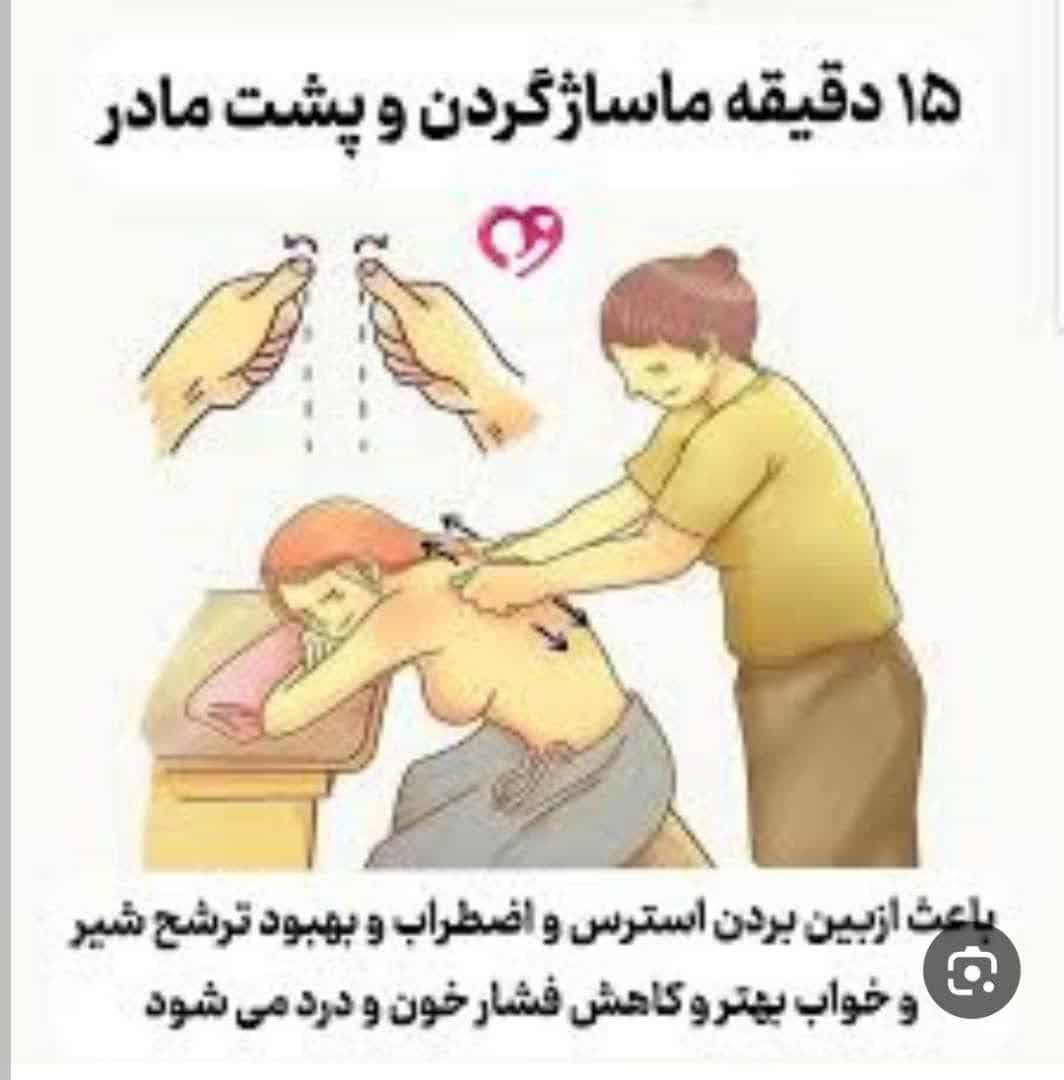 ۱۵ دقیقه ماساژ گردن و پشت مادر
باعث ازبین بردن استرس و اضطراب و بهبود ترشح شیر
و خواب بهتر و کاهش فشار خون و درد می شود